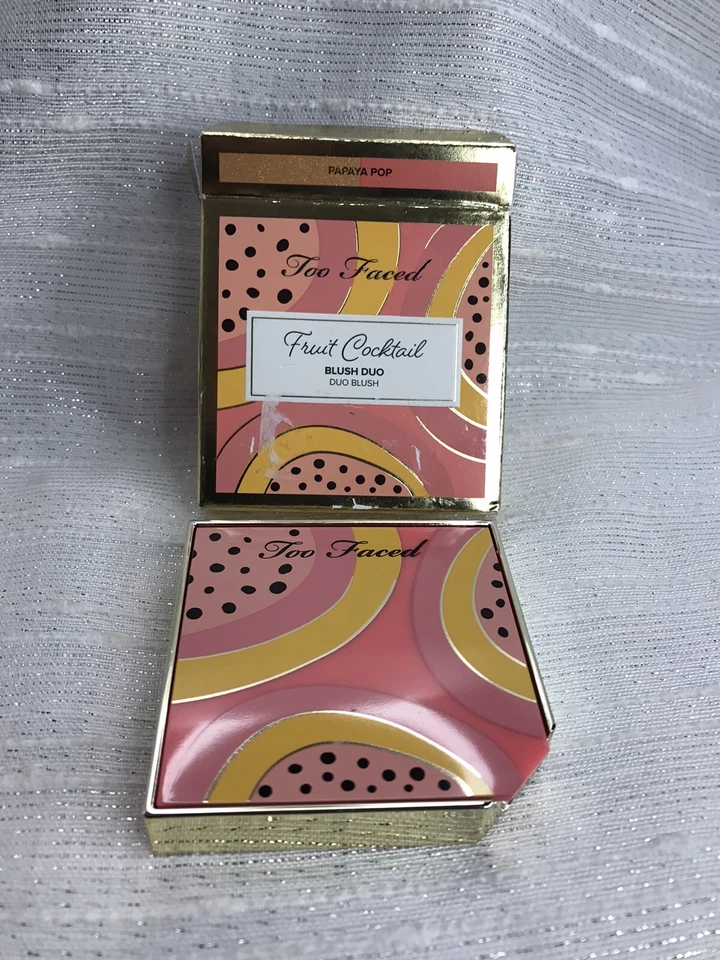 PAPAYA POP
Too Faced
Fruit Cocktail
BLUSH DUO
DUO BLUSH
Too Faced